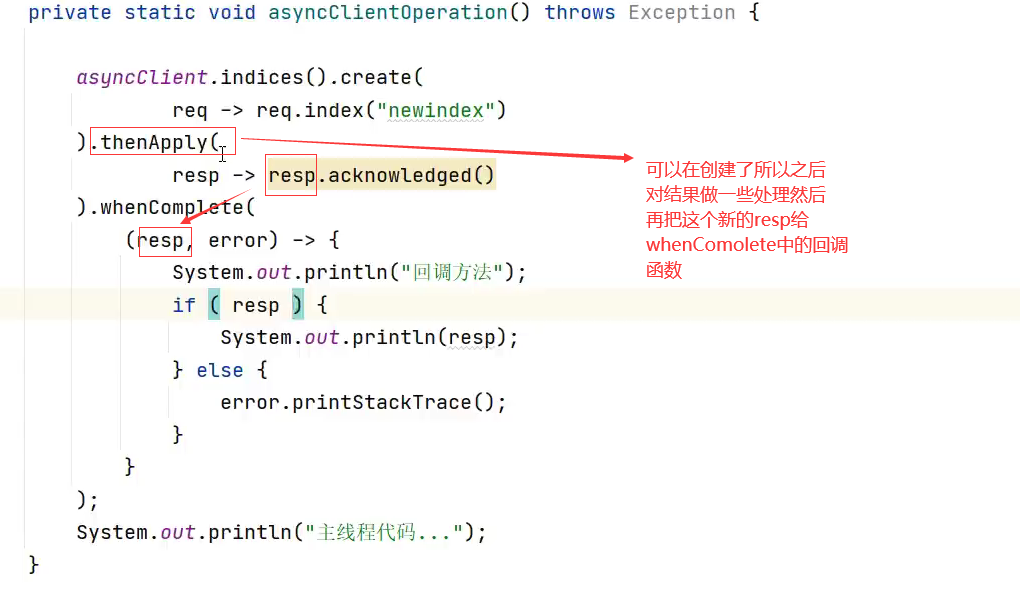 private static void asyncClientOperation() throws Exception {
asyncClient.indices().create(
req -> req.index("newindex")
).thenApply(
resp -> resp.acknowledged()
).whenComplete(
(resp, error) -> {
System.out.println("回调方法");
if ( resp ) {
System.out.println(resp);
} else {
error.printStackTrace();
}
}
);
System.out.println("主线程代码...");
}
可以在创建了所以之后
对结果做一些处理然后
再把这个新的resp给
whenComolete中的回调
函数